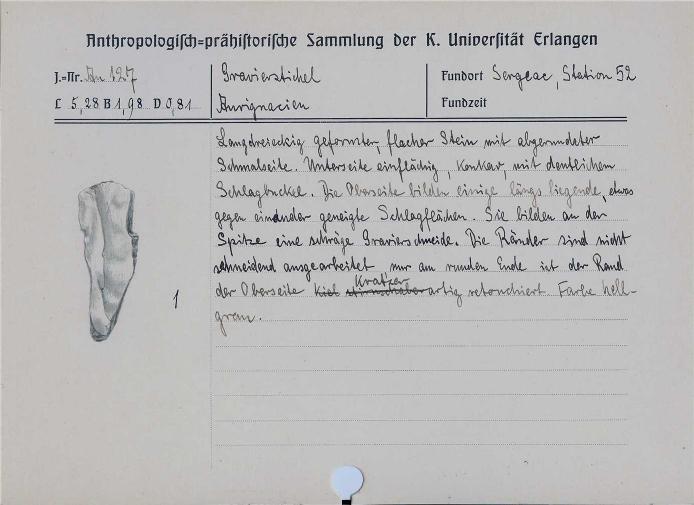 Anthropologisch=prähistorische Sammlung der K. Universität Erlangen
J.=Nr. An 127
Gravierstichel
Fundort Sergeac, Station 52
L 5,28 B 1,98 D 0,81
Aurignacien
Fundzeit
Langdreieckig geformter, flacher Stein mit abgerundeter
Schmalseite. Unterseite einflächig, konkav, mit deutlichem
Schlagbuckel. Die Oberseite bilden einige längs liegende, etwas
gegen einander geneigte Schlagflächen. Sie bilden an der
Spitze eine schräge Gravierschneide. Die Ränder sind nicht
schneidend ausgearbeitet, nur am runden Ende ist der Rand
Kratzer
der Oberseite kiel stirnschaber artig retouchiert. Farbe hell-
grau.
1